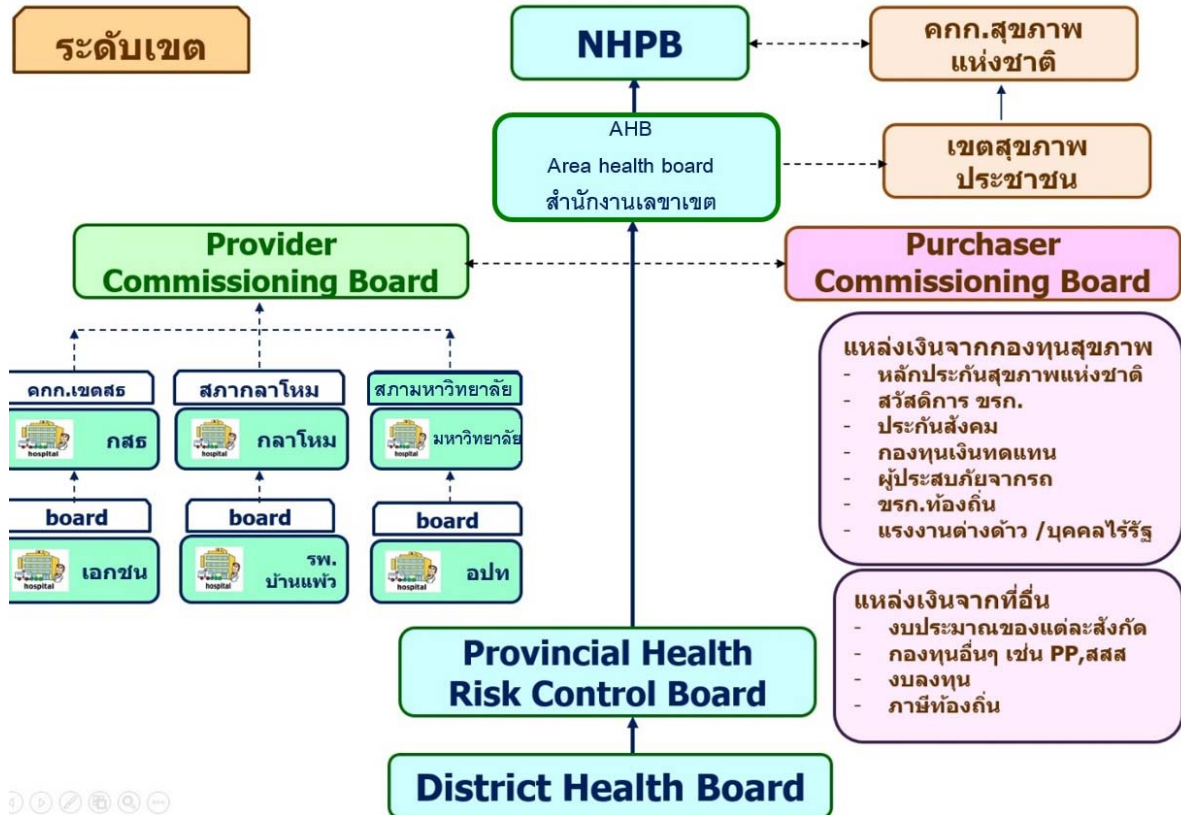 ระดับเขต
NHPB
คกก.สุขภาพ
แห่งชาติ
AHB
Area health board
สำนักงานเลขาเขต
เขตสุขภาพ
ประชาชน
Provider
Commissioning Board
Purchaser
Commissioning Board
คกก.เขตสธ
สภากลาโหม
สภามหาวิทยาลัย
hospital
กสธ
hospital
กลาโหม
hospital
มหาวิทยาลัย
board
board
board
hospital
เอกชน
hospital
รพ.
บ้านแพ้ว
hospital
อปท
แหล่งเงินจากกองทุนสุขภาพ
- หลักประกันสุขภาพแห่งชาติ
- สวัสดิการ ขรก.
- ประกันสังคม
- กองทุนเงินทดแทน
- ผู้ประสบภัยจากรถ
- ขรก.ท้องถิ่น
- แรงงานต่างด้าว /บุคคลไร้รัฐ
แหล่งเงินจากที่อื่น
- งบประมาณของแต่ละสังกัด
- กองทุนอื่นๆ เช่น PP,สสส
- งบลงทุน
- ภาษีท้องถิ่น
Provincial Health
Risk Control Board
District Health Board